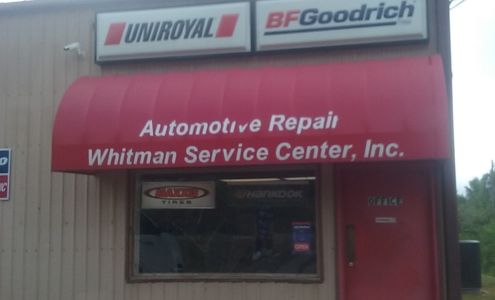 UNIROYAL
BFGoodrich
Automotive Repair
Whitman Service Center, Inc.
MAXXIS
TIRES
HANKOOK
OFFICE
OPEN